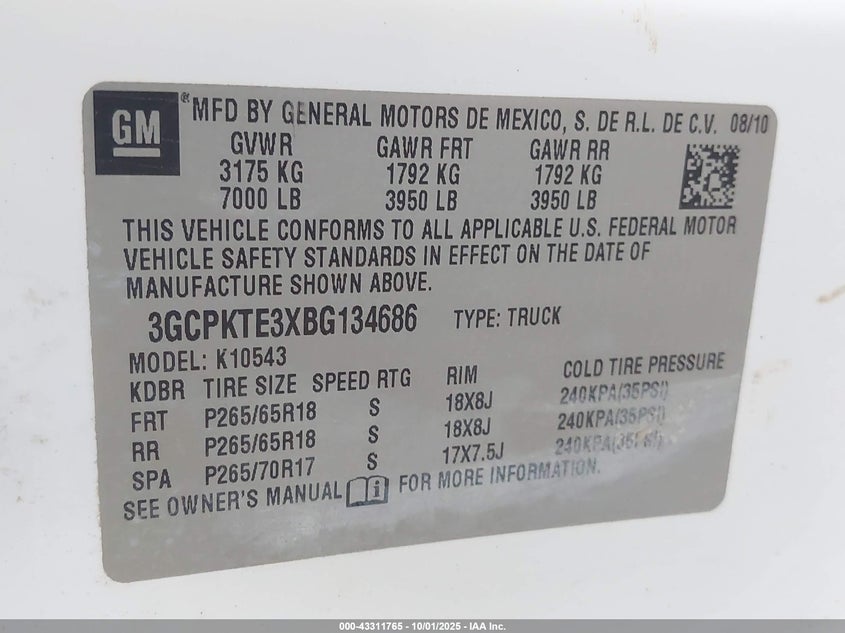 GM
® MFD BY GENERAL MOTORS DE MEXICO, S. DE R.L. DE C.V. 08/10
GVWR GAWR FRT GAWR RR
3175 KG 1792 KG 1792 KG
7000 LB 3950 LB 3950 LB
THIS VEHICLE CONFORMS TO ALL APPLICABLE U.S. FEDERAL MOTOR
VEHICLE SAFETY STANDARDS IN EFFECT ON THE DATE OF
MANUFACTURE SHOWN ABOVE.
3GCPKTE3XBG134686 TYPE: TRUCK
MODEL: K10543
KDBR TIRE SIZE SPEED RTG RIM COLD TIRE PRESSURE
FRT P265/65R18 S 18X8J 240KPA(35PSI)
RR P265/65R18 S 18X8J 240KPA(35PSI)
SPA P265/70R17 S 17X7.5J 240KPA(35PSI)
SEE OWNER'S MANUAL i FOR MORE INFORMATION.
000-43311765 - 10/01/2025 - IAA Inc.